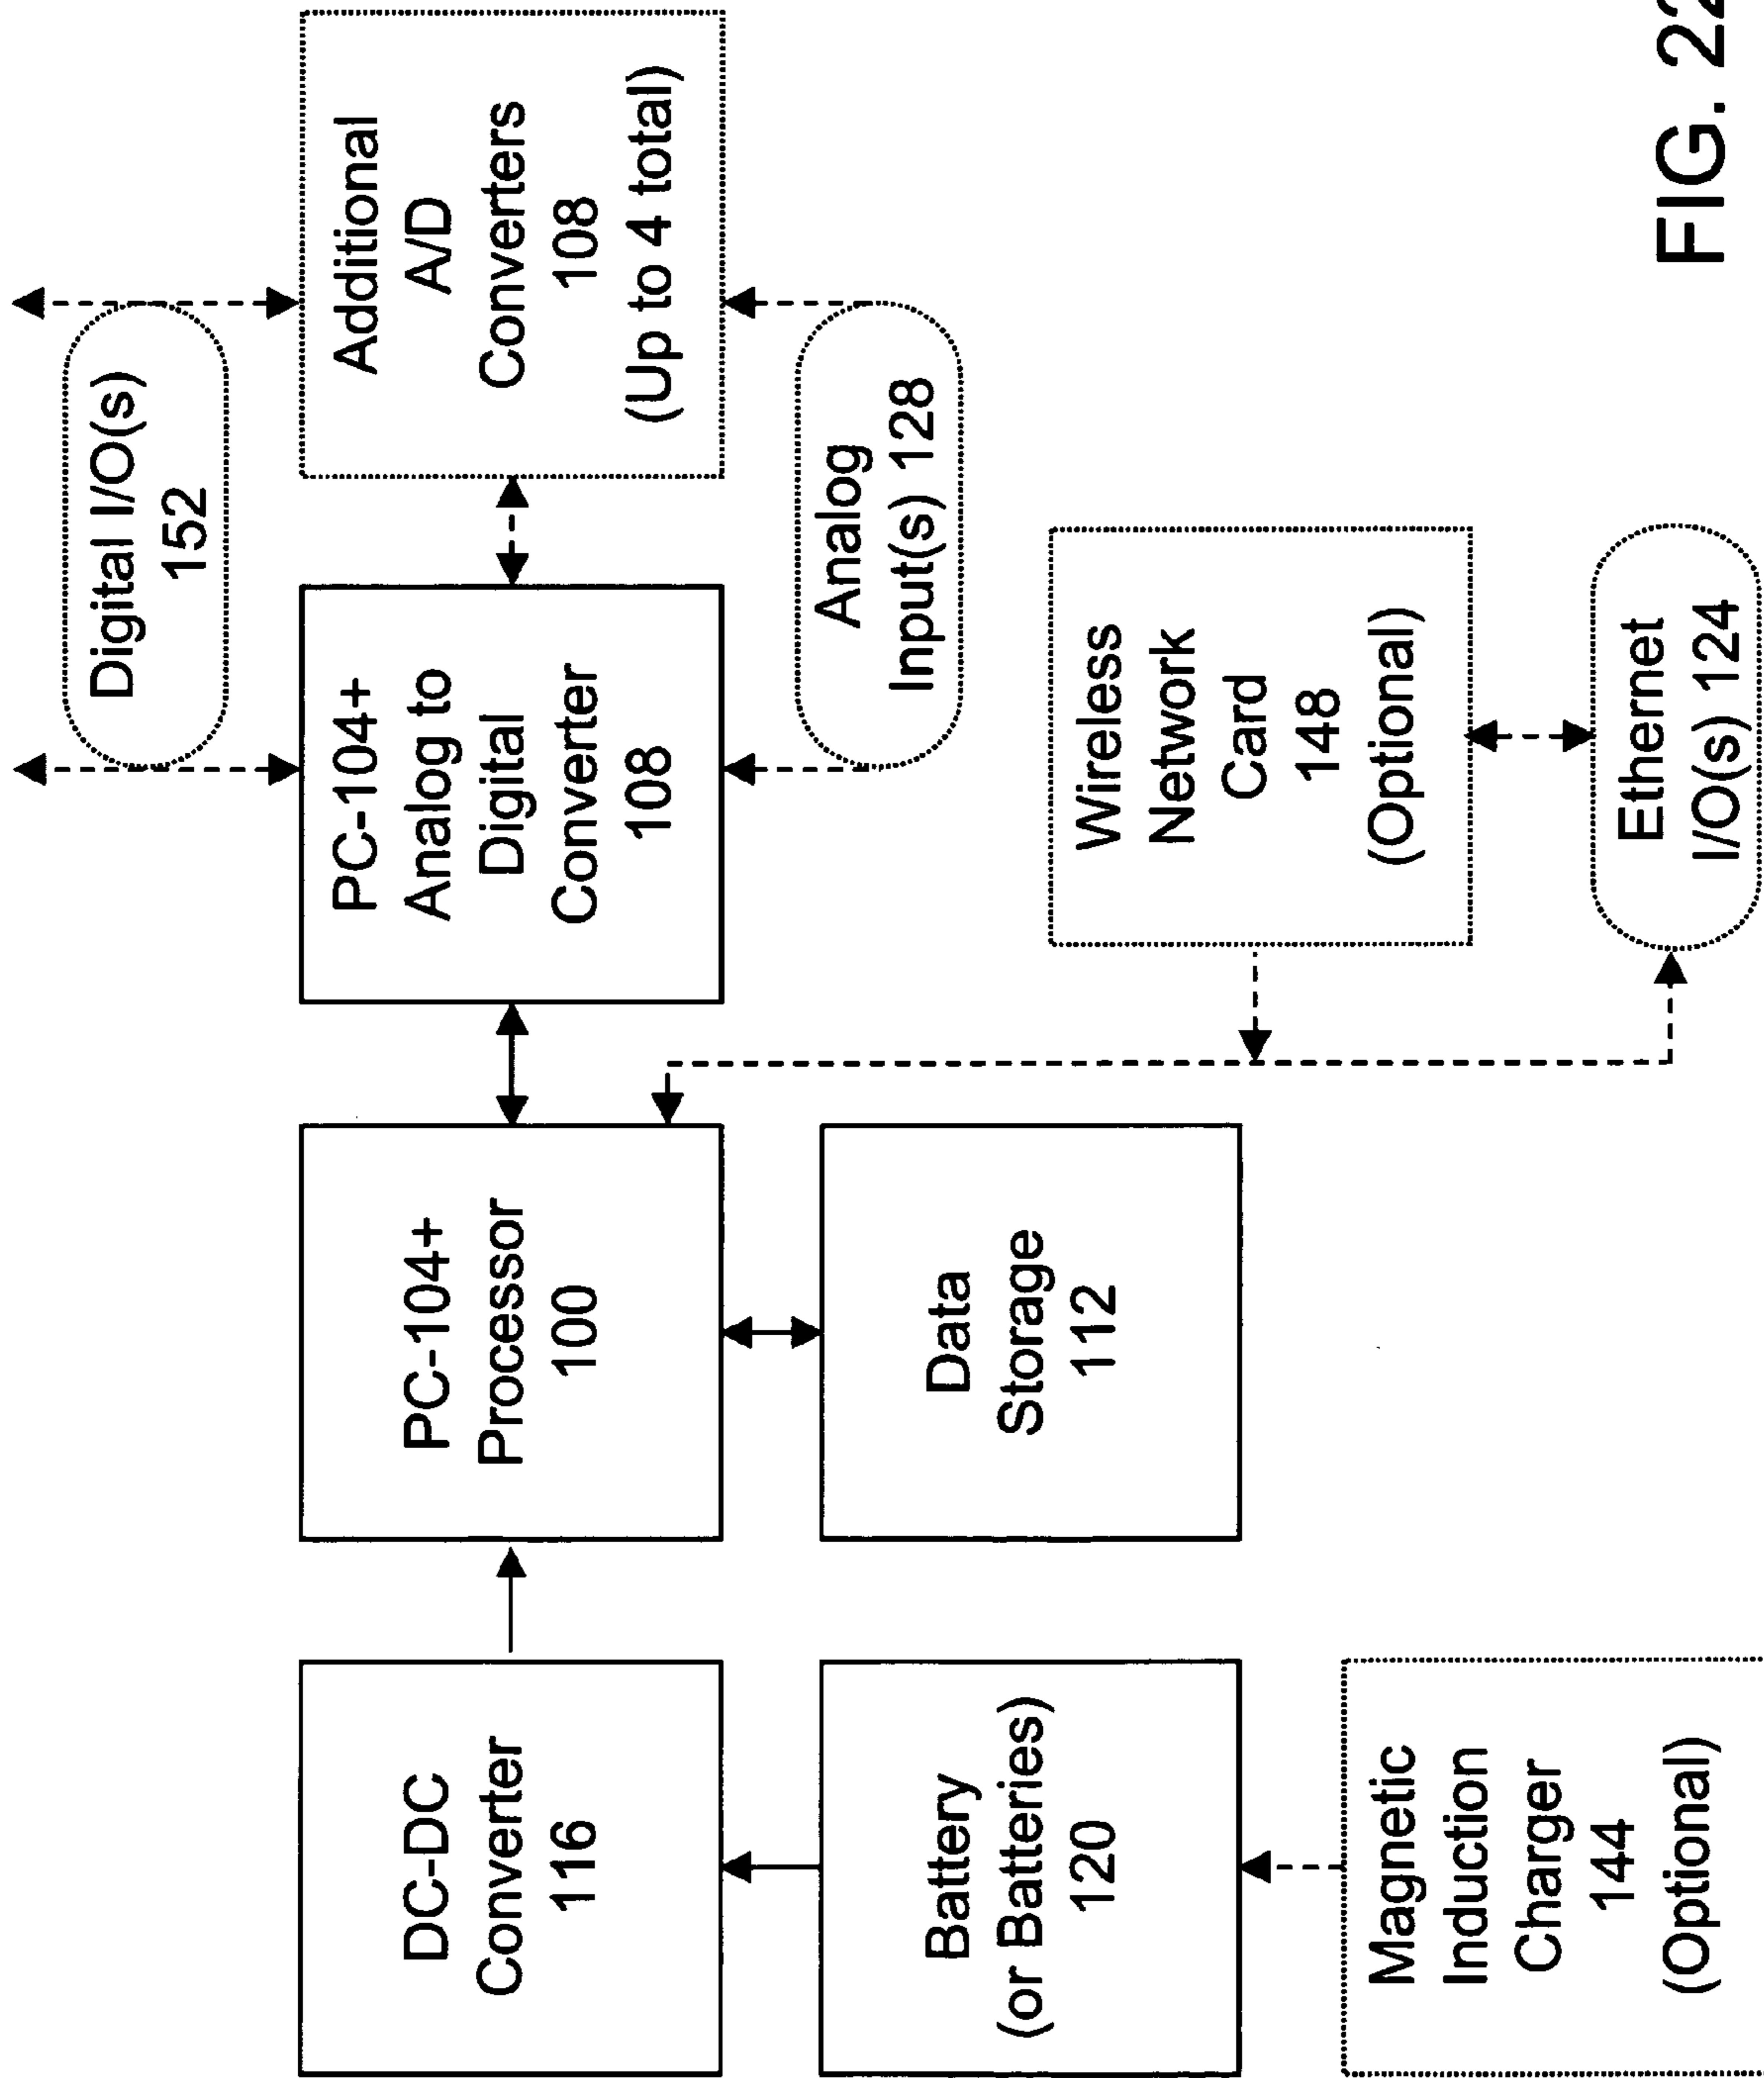 Digital I/O(s)
152
DC-DC
Converter
116
PC-104+
Processor
100
PC-104+
Analog to
Digital
Converter
108
Additional
A/D
Converters
108
(Up to 4 total)
Battery
(or Batteries)
120
Data
Storage
112
Analog
Input(s) 128
Wireless
Network
Card
148
(Optional)
Magnetic
Induction
Charger
144
(Optional)
Ethernet
I/O(s) 124
FIG. 22